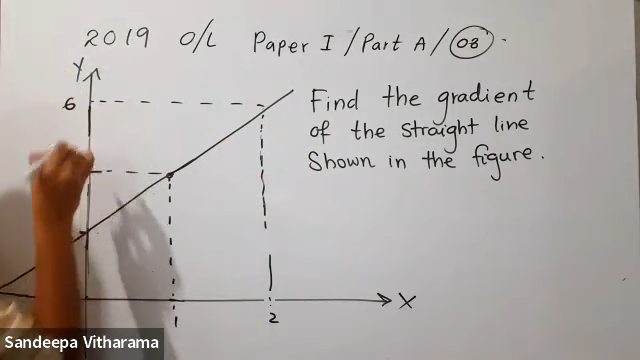 2019 O/L Paper I / Part A / 08.
Y
6
Find the gradient
of the straight line
Shown in the figure.
X
1
2
Sandeepa Vitharama